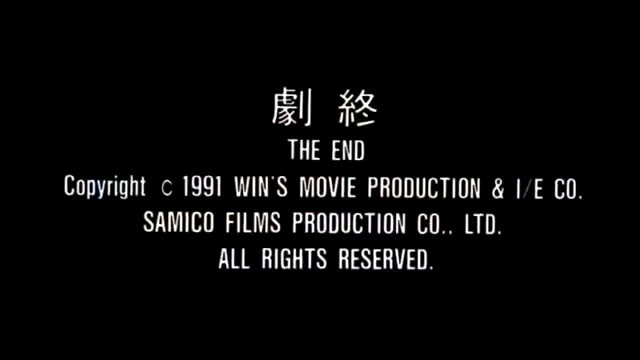 劇終
THE END
Copyright c 1991 WIN'S MOVIE PRODUCTION & I/E CO.
SAMICO FILMS PRODUCTION CO., LTD.
ALL RIGHTS RESERVED.